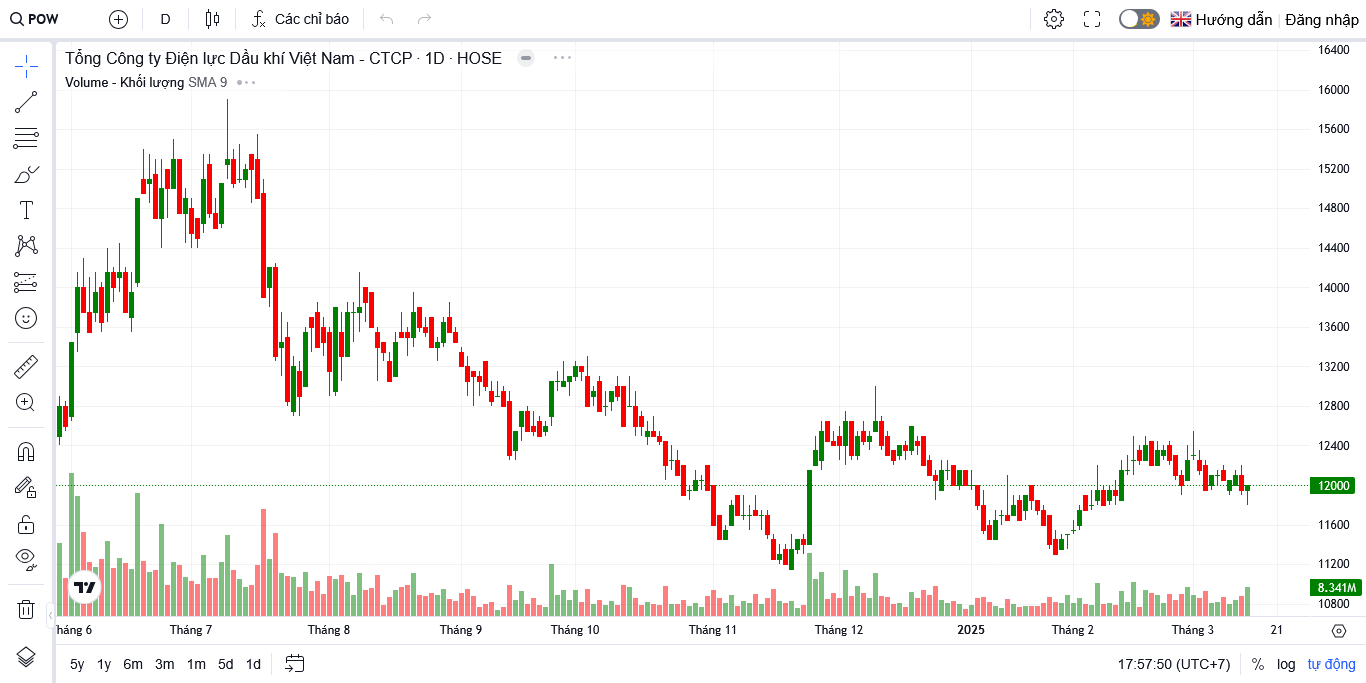 POW D Các chỉ báo Hướng dẫn Đăng nhập
Tổng Công ty Điện lực Dầu khí Việt Nam - CTCP · 1D · HOSE
Volume - Khối lượng SMA 9
16400
16000
15600
15200
14800
14400
14000
13600
13200
12800
12400
12000
11600
11200
8.341M
10800
háng 6 Tháng 7 Tháng 8 Tháng 9 Tháng 10 Tháng 11 Tháng 12 2025 Tháng 2 Tháng 3 21
5y 1y 6m 3m 1m 5d 1d 17:57:50 (UTC+7) % log tự động